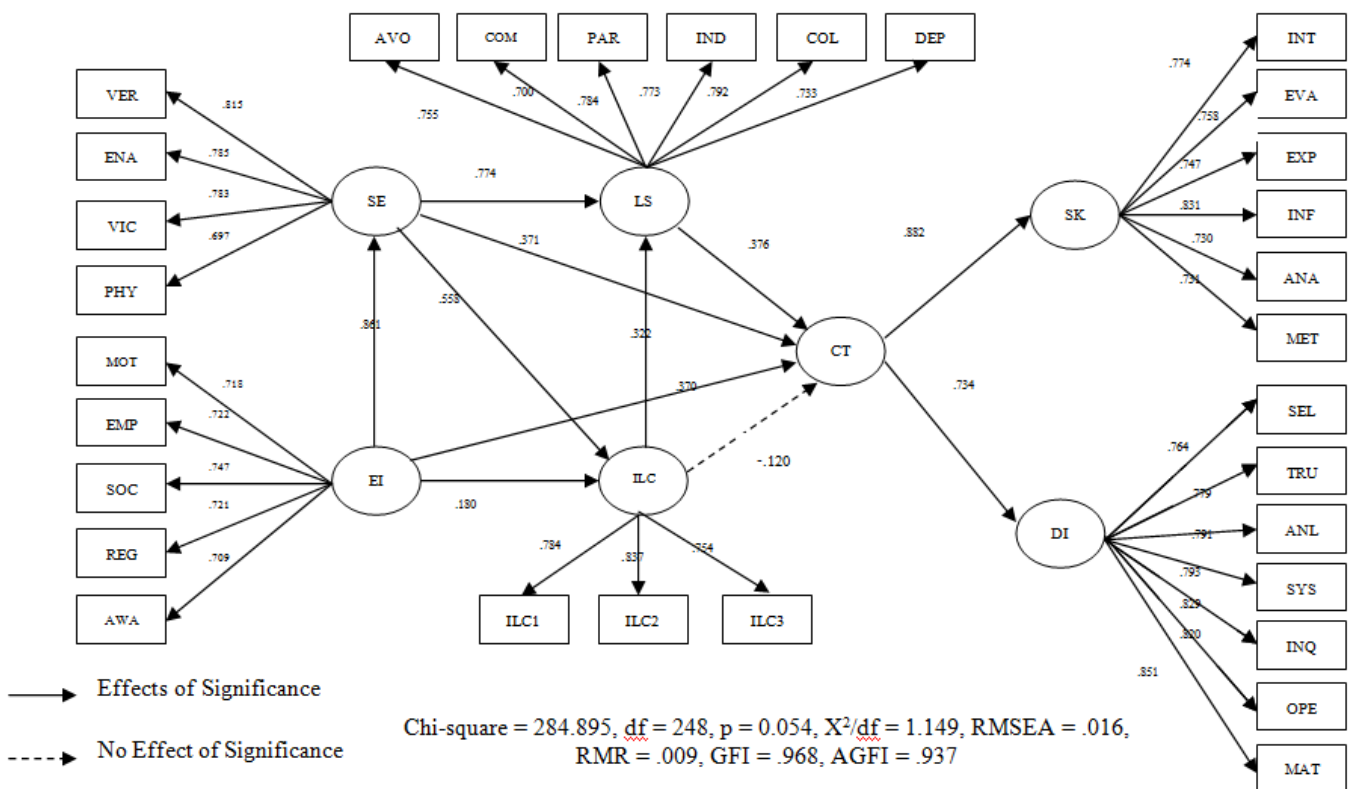 AVO
COM
PAR
IND
COL
DEP
.755
.700
.784
.773
.792
.733
VER
ENA
VIC
PHY
.815
.785
.783
.697
SE
.774
LS
.371
.376
.558
.861
.322
MOT
EMP
SOC
REG
AWA
.718
.722
.747
.721
.709
EI
.180
ILC
.370
-.120
.784
.837
.754
ILC1
ILC2
ILC3
CT
.882
.734
SK
.774
.758
.747
.831
.730
.731
INT
EVA
EXP
INF
ANA
MET
DI
.764
.779
.791
.793
.829
.820
.851
SEL
TRU
ANL
SYS
INQ
OPE
MAT
Effects of Significance
No Effect of Significance
Chi-square = 284.895, df = 248, p = 0.054, X²/df = 1.149, RMSEA = .016,
RMR = .009, GFI = .968, AGFI = .937